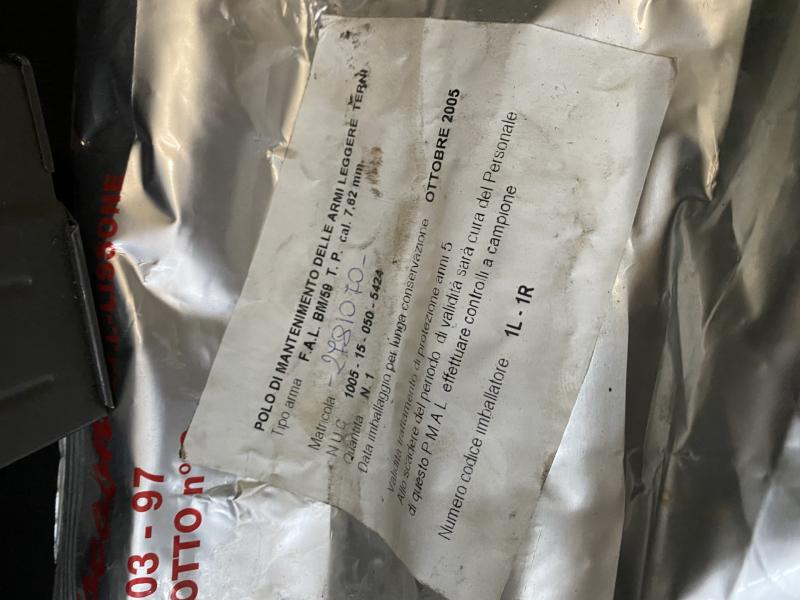 POLO DI MANTENIMENTO DELLE ARMI LEGGERE TERNI
Tipo arma F.A.L. BM/59 T. P. cal. 7,62 mm.
Matricola
N.U.C. 1005 - 15 - 050 - 5424
Quantità N. 1
Data imballaggio per lunga conservazione OTTOBRE 2005
Validità trattamento di protezione anni 5
Allo scadere del periodo di validità sarà cura del Personale
di questo P M A L effettuare controlli a campione
Numero codice imballatore 1L - 1R
LISSONE
03 - 97
OTTO n°